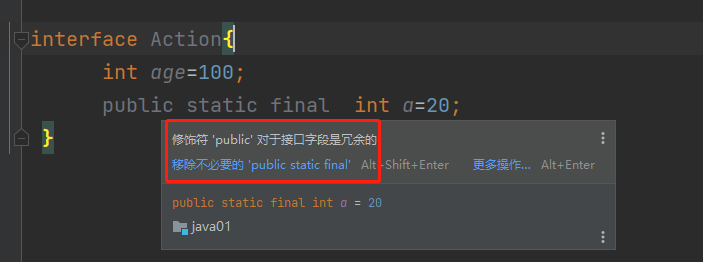 interface Action{
int age=100;
public static final int a=20;
}
修饰符 'public' 对于接口字段是冗余的
移除不必要的 'public static final' Alt+Shift+Enter 更多操作... Alt+Enter
public static final int a = 20
java01